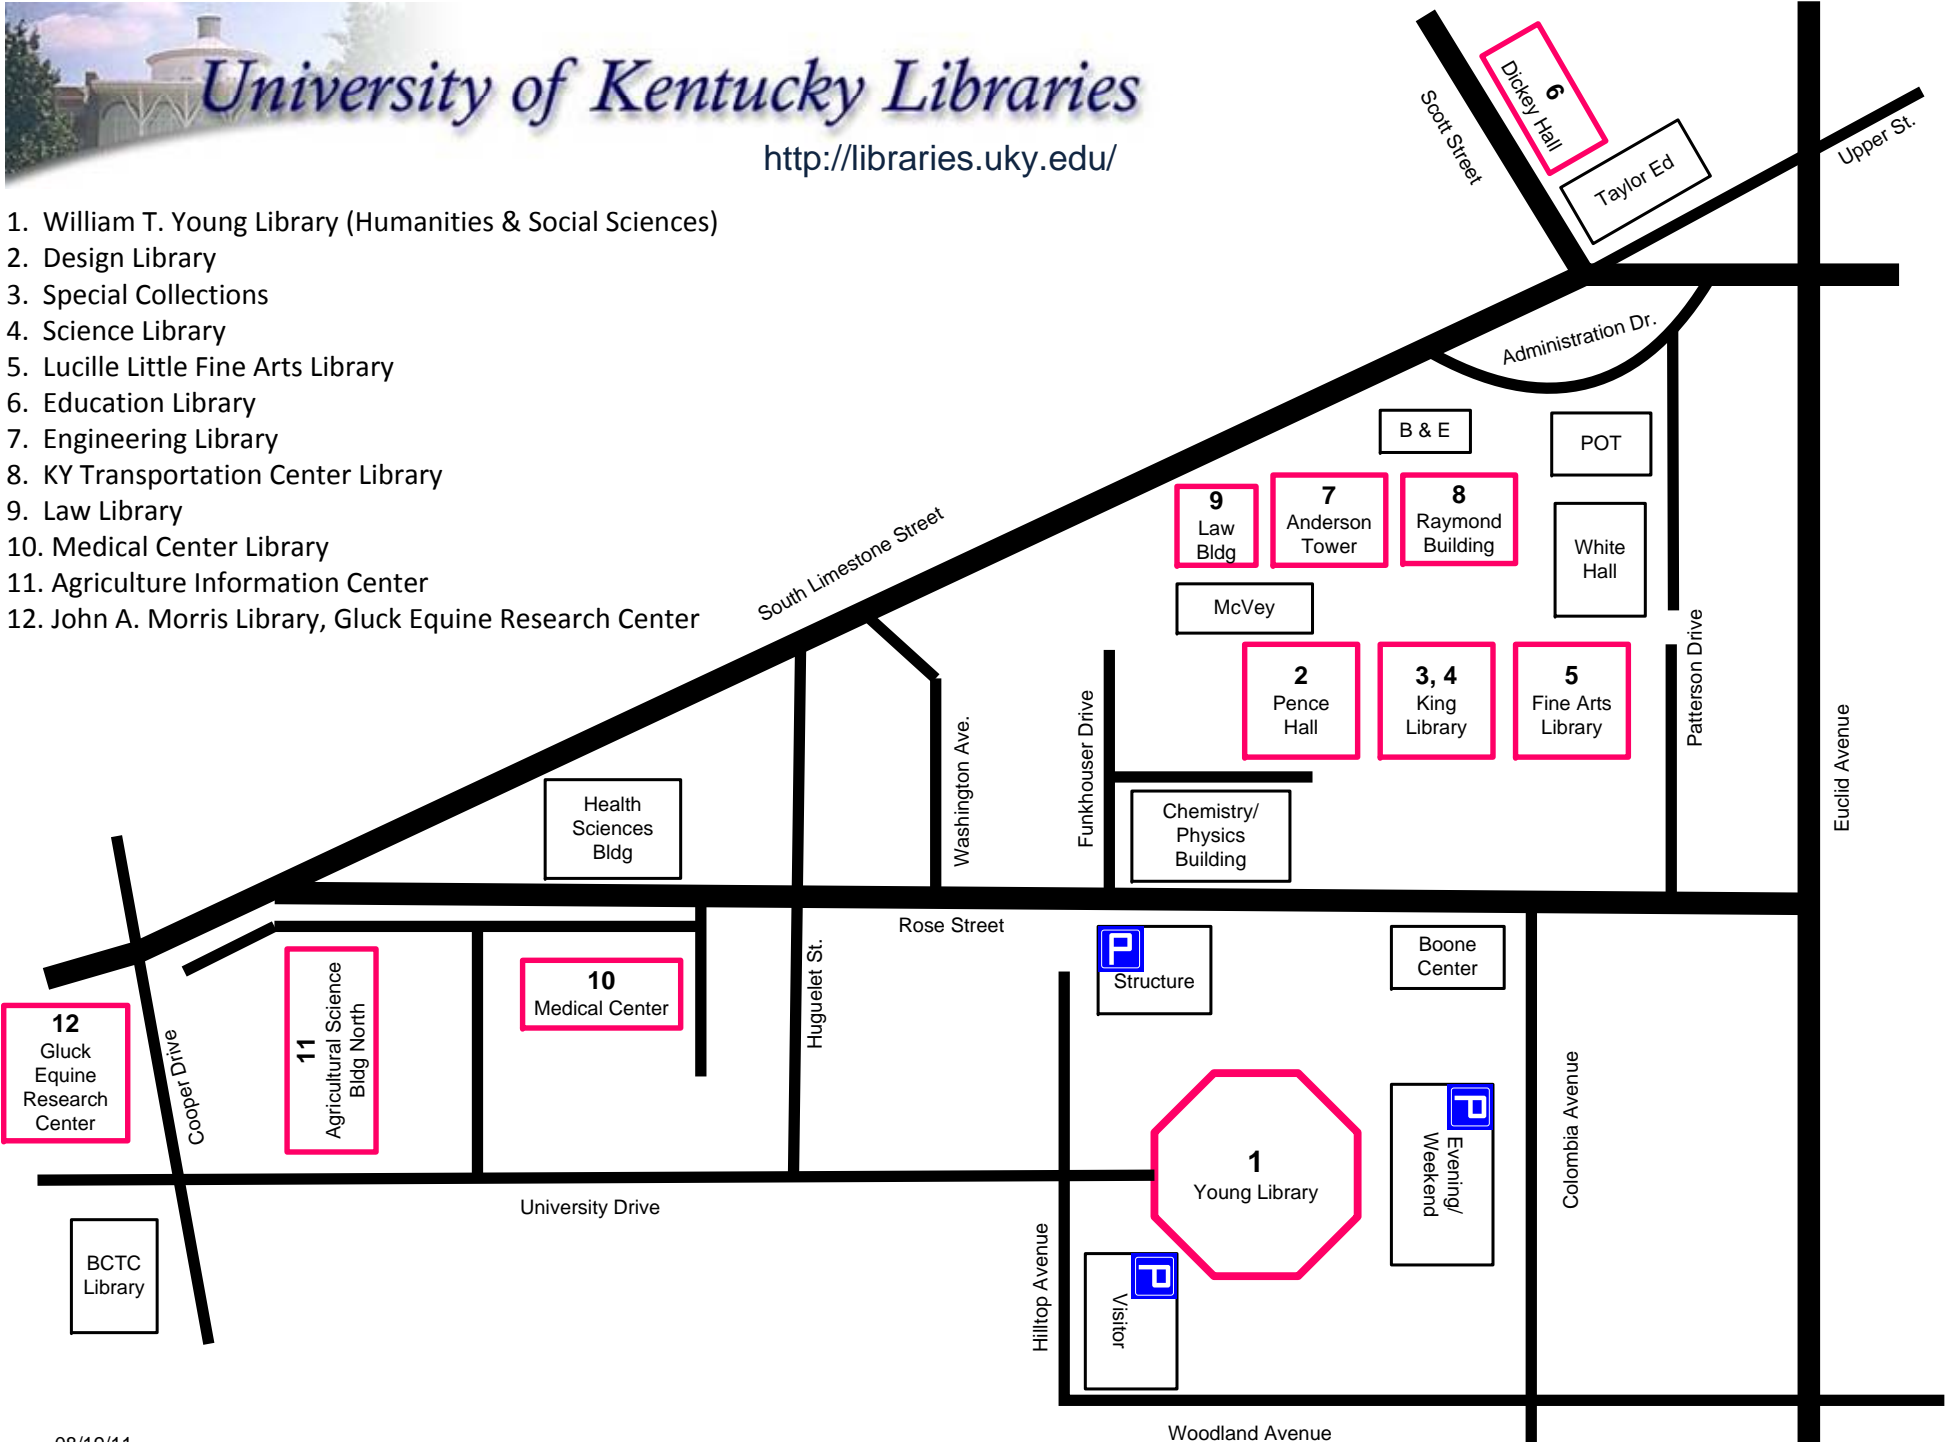 University of Kentucky Libraries
http://libraries.uky.edu/
1. William T. Young Library (Humanities & Social Sciences)
2. Design Library
3. Special Collections
4. Science Library
5. Lucille Little Fine Arts Library
6. Education Library
7. Engineering Library
8. KY Transportation Center Library
9. Law Library
10. Medical Center Library
11. Agriculture Information Center
12. John A. Morris Library, Gluck Equine Research Center
6
Dickey Hall
Scott Street
Taylor Ed
Upper St.
Administration Dr.
B & E
POT
9
Law
Bldg
7
Anderson
Tower
8
Raymond
Building
White
Hall
South Limestone Street
McVey
2
Pence
Hall
3, 4
King
Library
5
Fine Arts
Library
Patterson Drive
Euclid Avenue
Washington Ave.
Funkhouser Drive
Health
Sciences
Bldg
Chemistry/
Physics
Building
Rose Street
P
Structure
Boone
Center
12
Gluck
Equine
Research
Center
Cooper Drive
11
Agricultural Science
Bldg North
10
Medical Center
Huguelet St.
1
Young Library
P
Evening/
Weekend
Colombia Avenue
University Drive
BCTC
Library
Hilltop Avenue
P
Visitor
Woodland Avenue